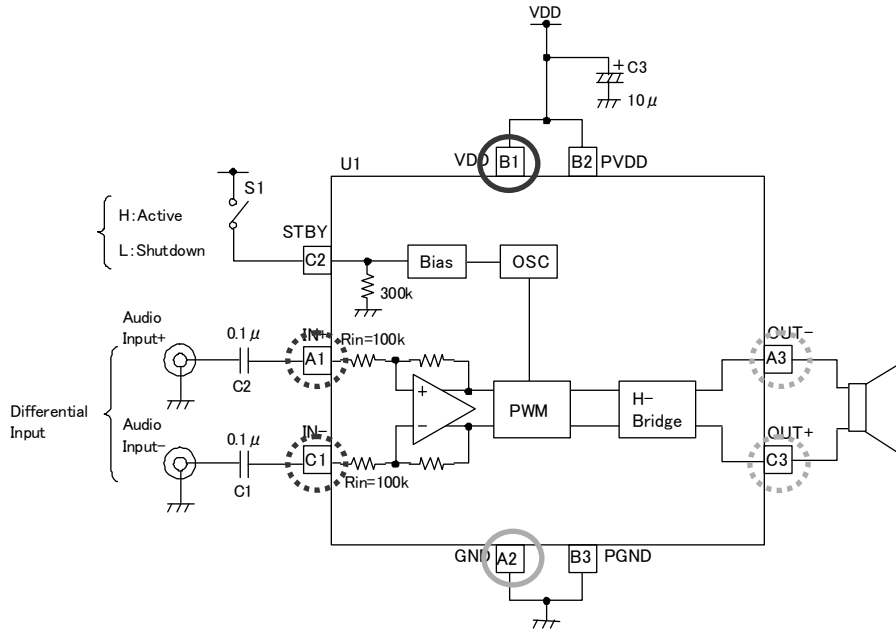 VDD
+ C3
10μ
U1
VDD B1
B2 PVDD
S1
H:Active
L:Shutdown
STBY
C2
Bias
OSC
300k
Audio
Input+
0.1μ
C2
IN+
A1
Rin=100k
OUT-
A3
Differential
Input
+
-
PWM
H-
Bridge
Audio
Input-
0.1μ
C1
IN-
C1
Rin=100k
OUT+
C3
GND A2
B3 PGND